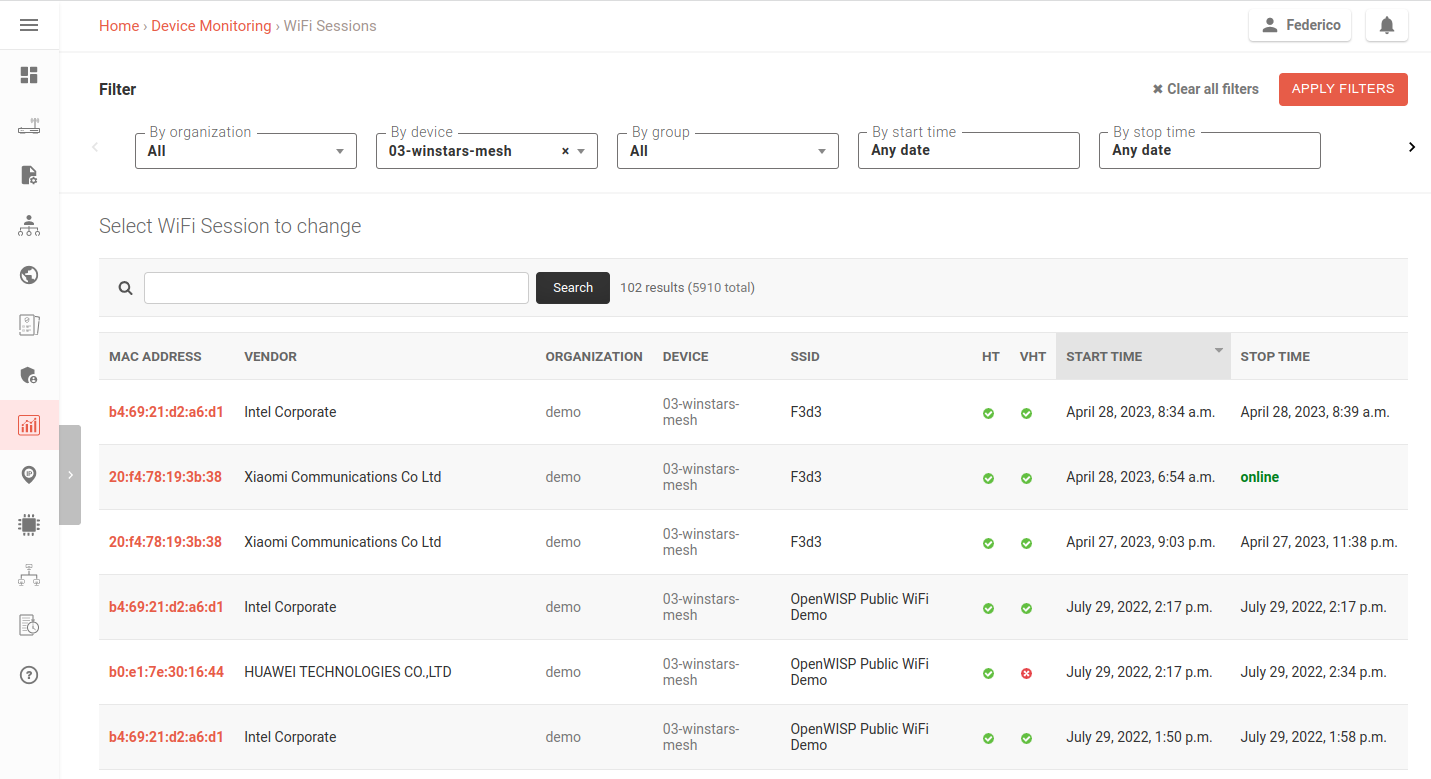 Home › Device Monitoring › WiFi Sessions
Federico
Filter
✖ Clear all filters
APPLY FILTERS
By organization
All
By device
03-winstars-mesh
×
By group
All
By start time
Any date
By stop time
Any date
Select WiFi Session to change
Search
102 results (5910 total)
MAC ADDRESS VENDOR ORGANIZATION DEVICE SSID HT VHT START TIME STOP TIME
b4:69:21:d2:a6:d1 Intel Corporate demo 03-winstars-
mesh F3d3 April 28, 2023, 8:34 a.m. April 28, 2023, 8:39 a.m.
20:f4:78:19:3b:38 Xiaomi Communications Co Ltd demo 03-winstars-
mesh F3d3 April 28, 2023, 6:54 a.m. online
20:f4:78:19:3b:38 Xiaomi Communications Co Ltd demo 03-winstars-
mesh F3d3 April 27, 2023, 9:03 p.m. April 27, 2023, 11:38 p.m.
b4:69:21:d2:a6:d1 Intel Corporate demo 03-winstars-
mesh OpenWISP Public WiFi
Demo July 29, 2022, 2:17 p.m. July 29, 2022, 2:17 p.m.
b0:e1:7e:30:16:44 HUAWEI TECHNOLOGIES CO.,LTD demo 03-winstars-
mesh OpenWISP Public WiFi
Demo July 29, 2022, 2:17 p.m. July 29, 2022, 2:34 p.m.
b4:69:21:d2:a6:d1 Intel Corporate demo 03-winstars-
mesh OpenWISP Public WiFi
Demo July 29, 2022, 1:50 p.m. July 29, 2022, 1:58 p.m.